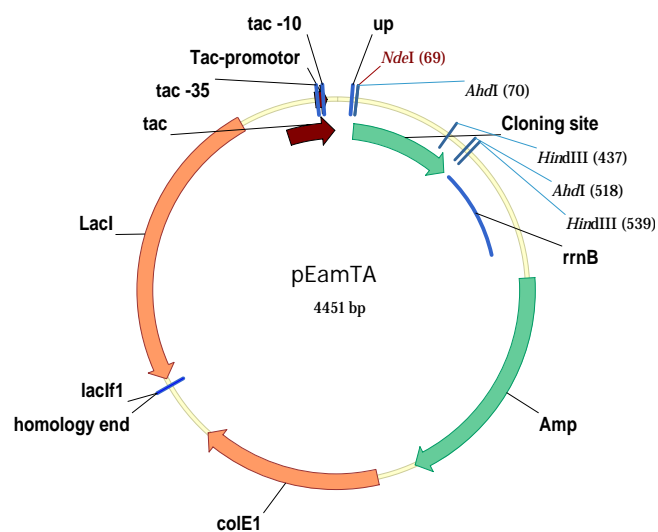 tac -10
up
Tac-promotor
NdeI (69)
tac -35
AhdI (70)
tac
Cloning site
HindIII (437)
AhdI (518)
LacI
HindIII (539)
rrnB
pEamTA
4451 bp
lacIf1
homology end
Amp
colE1